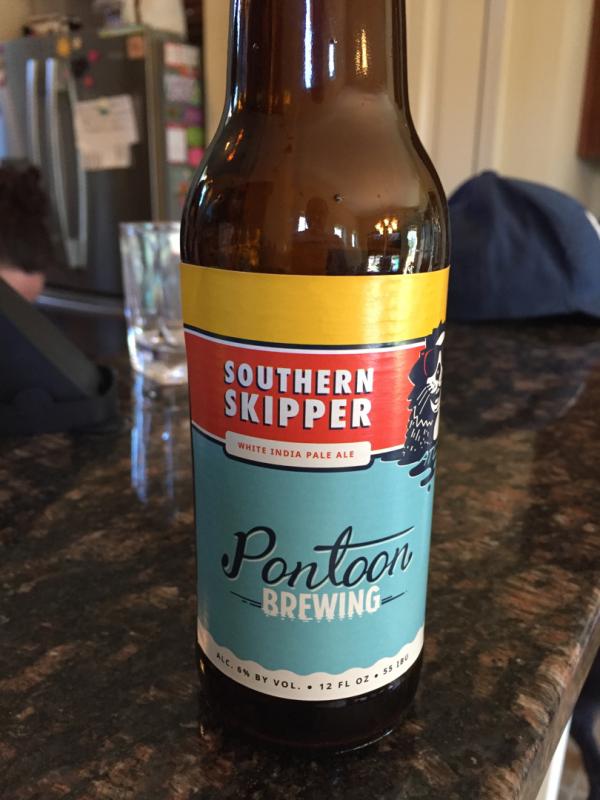 SOUTHERN
SKIPPER
WHITE INDIA PALE ALE
Pontoon
BREWING
ALC. 6% BY VOL. • 12 FL OZ • 55 IBU